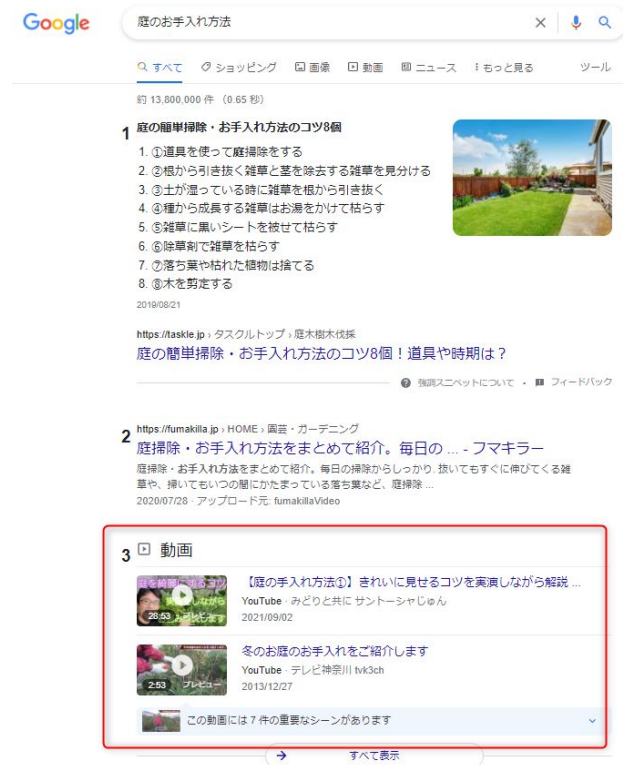 Google
庭のお手入れ方法
すべて ショッピング 画像 動画 ニュース もっと見る ツール
約 13,800,000 件 （0.65 秒）
1 庭の簡単掃除・お手入れ方法のコツ8個
1. ①道具を使って庭掃除をする
2. ②根から引き抜く雑草と茎を除去する雑草を見分ける
3. ③土が湿っている時に雑草を根から引き抜く
4. ④種から成長する雑草はお湯をかけて枯らす
5. ⑤雑草に黒いシートを被せて枯らす
6. ⑥除草剤で雑草を枯らす
7. ⑦落ち葉や枯れた植物は捨てる
8. ⑧木を剪定する
2019/08/21
https://taskle.jp › タスクルトップ › 庭木樹木伐採
庭の簡単掃除・お手入れ方法のコツ8個！道具や時期は？
強調スニペットについて ・ フィードバック
https://fumakilla.jp › HOME › 園芸・ガーデニング
2 庭掃除・お手入れ方法をまとめて紹介。毎日の ... - フマキラー
庭掃除・お手入れ方法をまとめて紹介。毎日の掃除からしっかり. 抜いてもすぐに伸びてくる雑
草や、掃いてもいつの間にかたまっている落ち葉など、庭掃除 ...
2020/07/28 · アップロード元: fumakillaVideo
3 動画
【庭の手入れ方法①】きれいに見せるコツを実演しながら解説 ...
YouTube · みどりと共に サントーシャじゅん
28:53 プレビュー
2021/09/02
冬のお庭のお手入れをご紹介します
YouTube · テレビ神奈川 tvk3ch
2:53 プレビュー
2013/12/27
この動画には 7 件の重要なシーンがあります
すべて表示